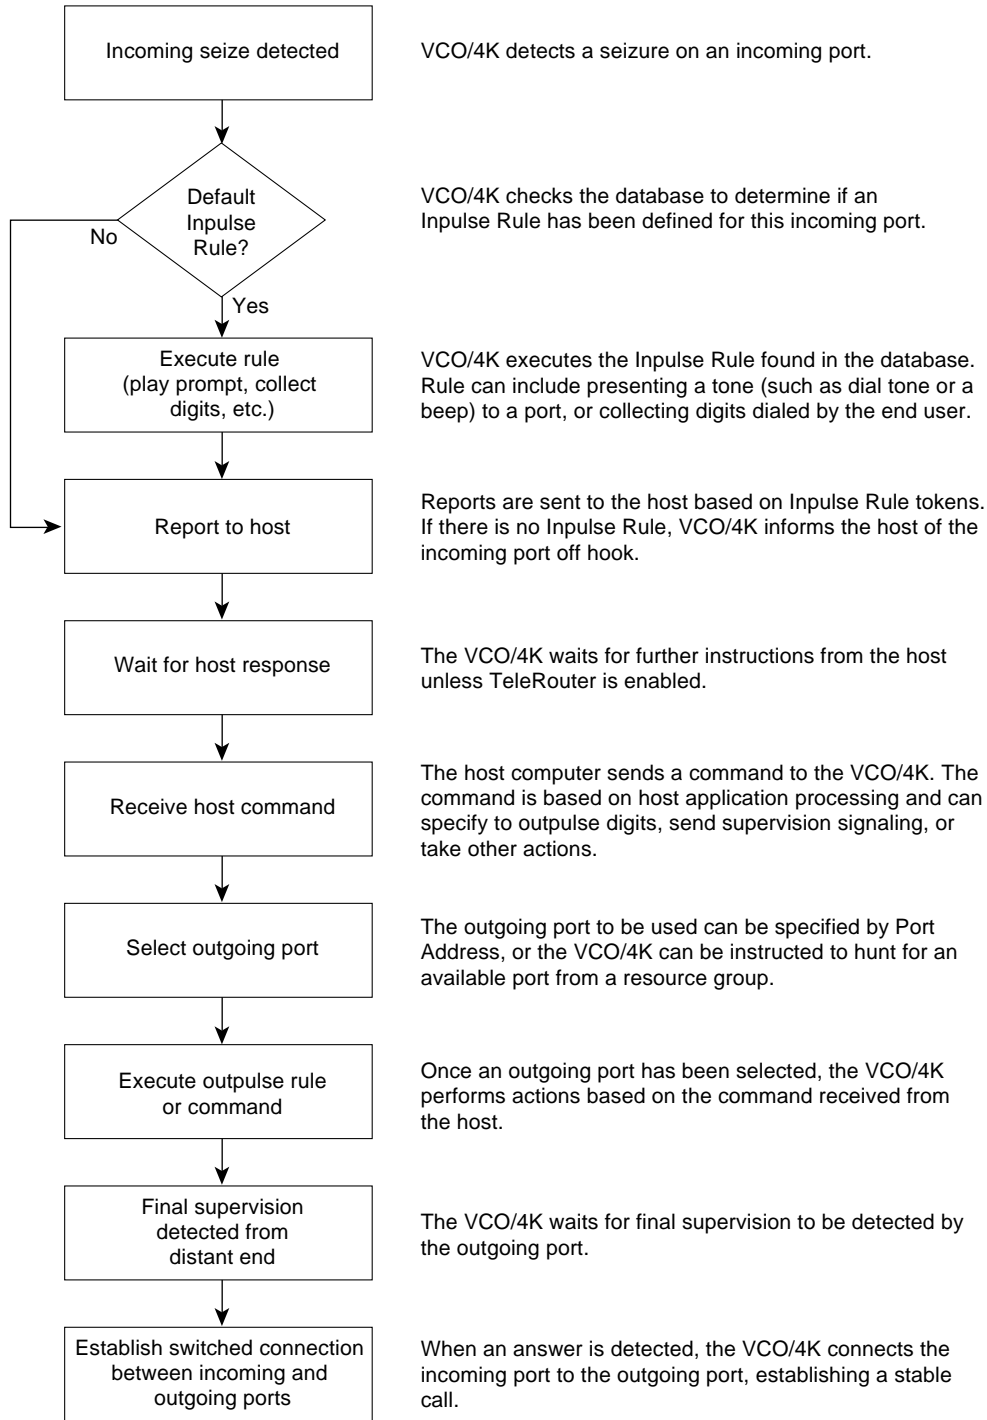 Incoming seize detected
VCO/4K detects a seizure on an incoming port.
Default
Inpulse
Rule?
VCO/4K checks the database to determine if an
Inpulse Rule has been defined for this incoming port.
No
Yes
Execute rule
(play prompt, collect
digits, etc.)
VCO/4K executes the Inpulse Rule found in the database.
Rule can include presenting a tone (such as dial tone or a
beep) to a port, or collecting digits dialed by the end user.
Report to host
Reports are sent to the host based on Inpulse Rule tokens.
If there is no Inpulse Rule, VCO/4K informs the host of the
incoming port off hook.
Wait for host response
The VCO/4K waits for further instructions from the host
unless TeleRouter is enabled.
Receive host command
The host computer sends a command to the VCO/4K. The
command is based on host application processing and can
specify to outpulse digits, send supervision signaling, or
take other actions.
Select outgoing port
The outgoing port to be used can be specified by Port
Address, or the VCO/4K can be instructed to hunt for an
available port from a resource group.
Execute outpulse rule
or command
Once an outgoing port has been selected, the VCO/4K
performs actions based on the command received from
the host.
Final supervision
detected from
distant end
The VCO/4K waits for final supervision to be detected by
the outgoing port.
Establish switched connection
between incoming and
outgoing ports
When an answer is detected, the VCO/4K connects the
incoming port to the outgoing port, establishing a stable
call.